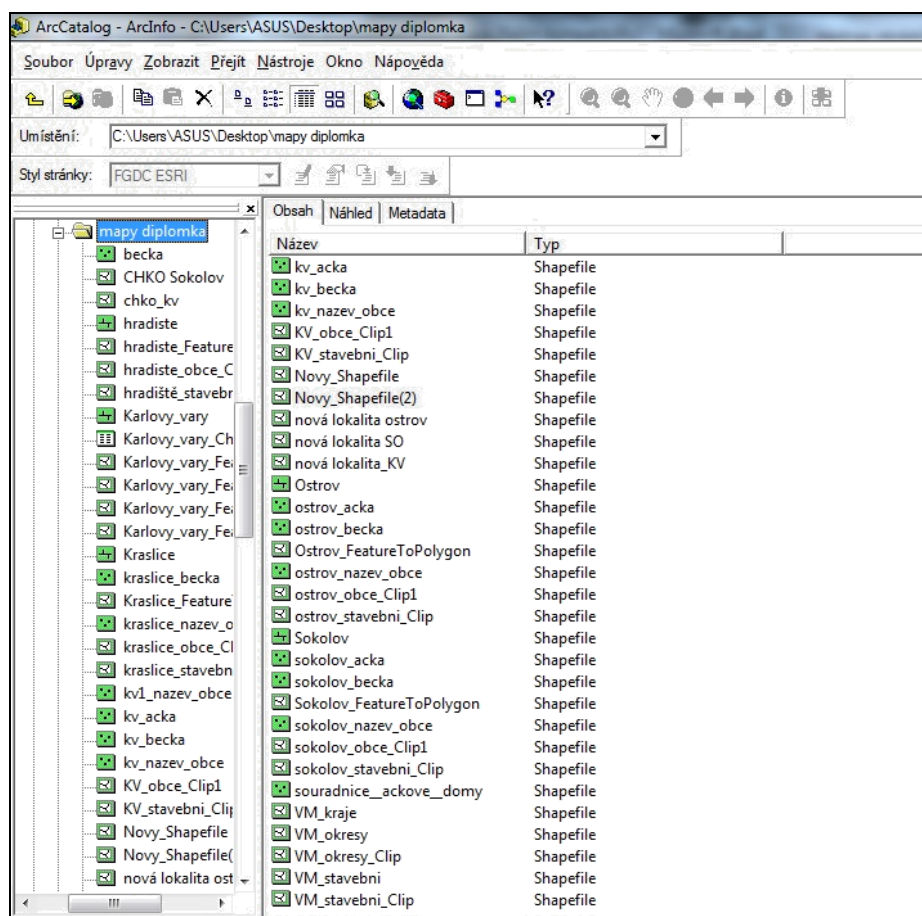 ArcCatalog - ArcInfo - C:\Users\ASUS\Desktop\mapy diplomka
Soubor Úpravy Zobrazit Přejít Nástroje Okno Nápověda
Umístění: C:\Users\ASUS\Desktop\mapy diplomka
Styl stránky: FGDC ESRI
mapy diplomka
becka
CHKO Sokolov
chko_kv
hradiste
hradiste_Feature
hradiste_obce_C
hradiště_stavebr
Karlovy_vary
Karlovy_vary_Ch
Karlovy_vary_Fea
Karlovy_vary_Fea
Karlovy_vary_Fea
Karlovy_vary_Fea
Kraslice
kraslice_becka
Kraslice_Feature
kraslice_nazev_o
kraslice_obce_Cl
kraslice_stavebn
kv1_nazev_obce
kv_acka
kv_becka
kv_nazev_obce
KV_obce_Clip1
KV_stavebni_Clip
Novy_Shapefile
Novy_Shapefile(
nová lokalita ost
Obsah Náhled Metadata
Název Typ
kv_acka Shapefile
kv_becka Shapefile
kv_nazev_obce Shapefile
KV_obce_Clip1 Shapefile
KV_stavebni_Clip Shapefile
Novy_Shapefile Shapefile
Novy_Shapefile(2) Shapefile
nová lokalita ostrov Shapefile
nová lokalita SO Shapefile
nová lokalita_KV Shapefile
Ostrov Shapefile
ostrov_acka Shapefile
ostrov_becka Shapefile
Ostrov_FeatureToPolygon Shapefile
ostrov_nazev_obce Shapefile
ostrov_obce_Clip1 Shapefile
ostrov_stavebni_Clip Shapefile
Sokolov Shapefile
sokolov_acka Shapefile
sokolov_becka Shapefile
Sokolov_FeatureToPolygon Shapefile
sokolov_nazev_obce Shapefile
sokolov_obce_Clip1 Shapefile
sokolov_stavebni_Clip Shapefile
souradnice__ackove__domy Shapefile
VM_kraje Shapefile
VM_okresy Shapefile
VM_okresy_Clip Shapefile
VM_stavebni Shapefile
VM_stavebni_Clip Shapefile